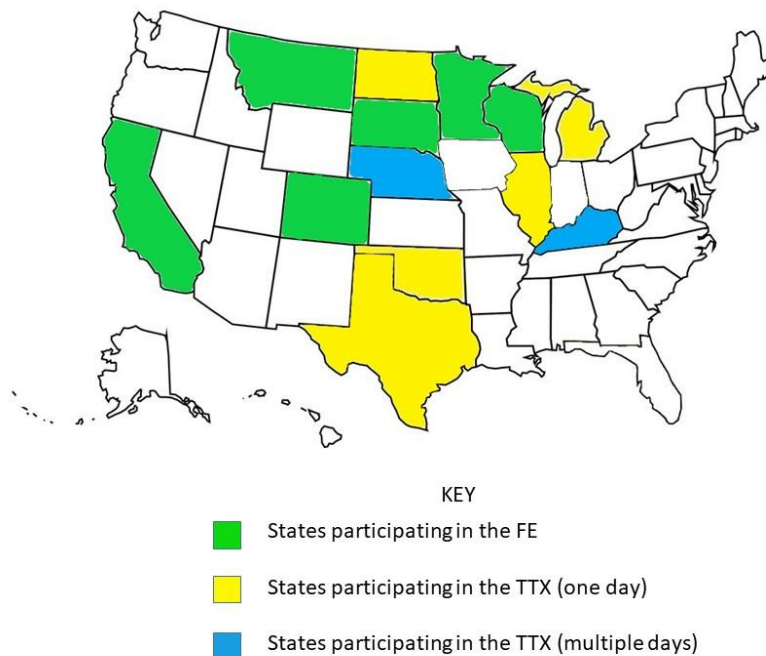 KEY
States participating in the FE
States participating in the TTX (one day)
States participating in the TTX (multiple days)